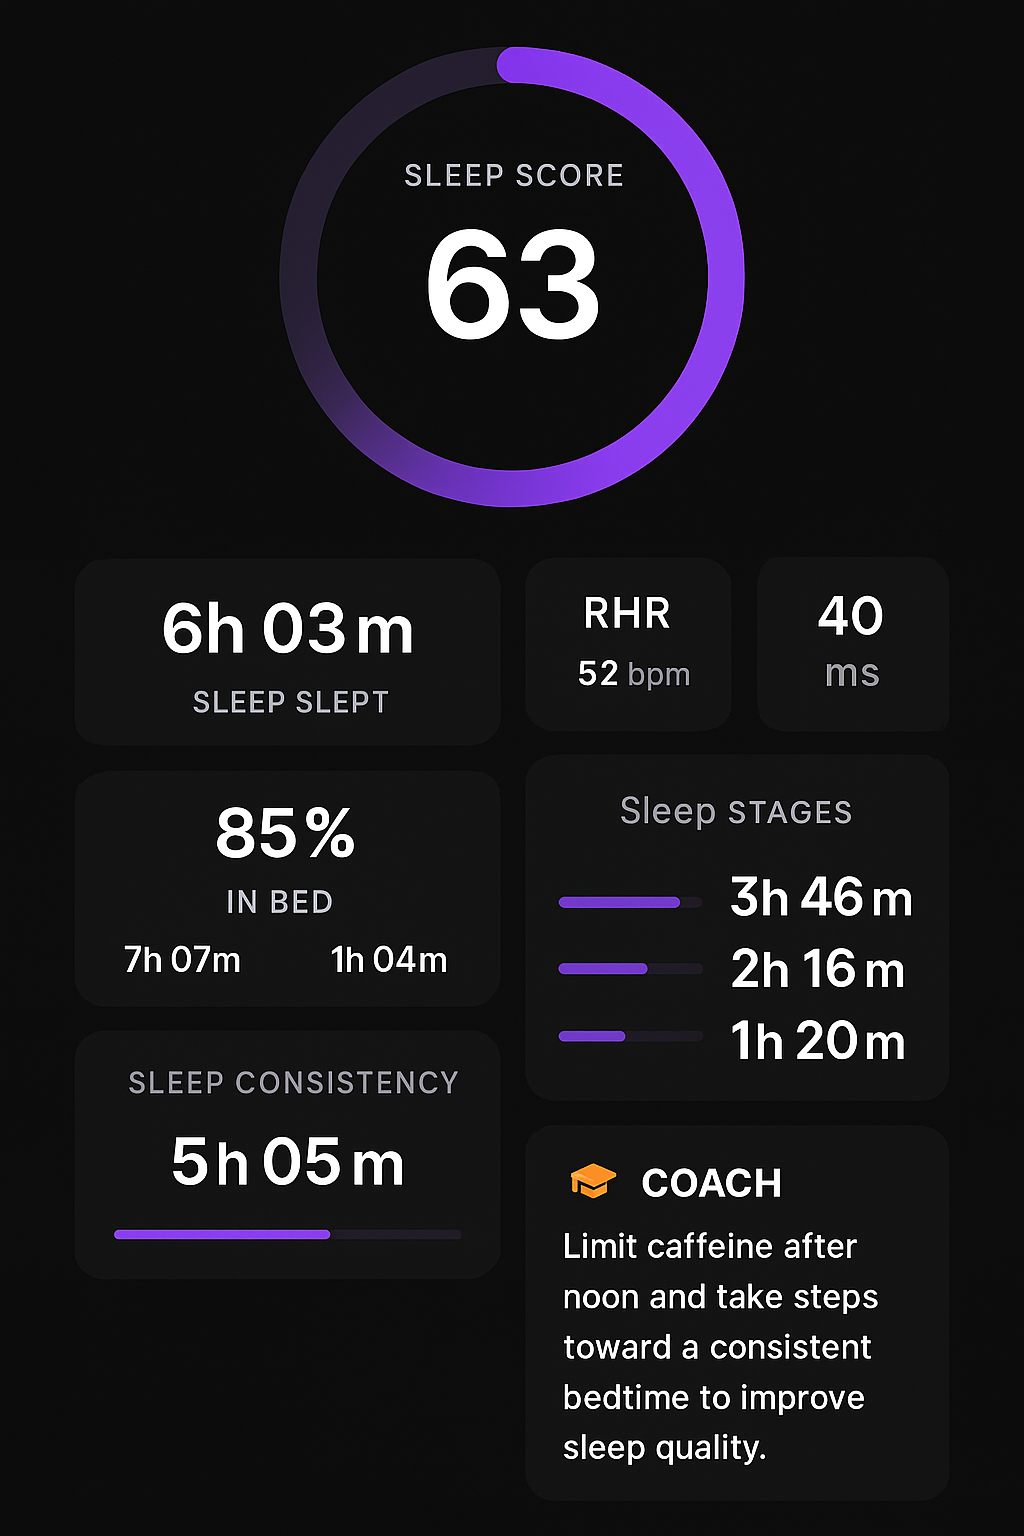 SLEEP SCORE
63
6h 03m
SLEEP SLEPT
RHR
52 bpm
40
ms
85%
IN BED
7h 07m 1h 04m
Sleep STAGES
3h 46m
2h 16m
1h 20m
SLEEP CONSISTENCY
5h 05m
COACH
Limit caffeine after
noon and take steps
toward a consistent
bedtime to improve
sleep quality.